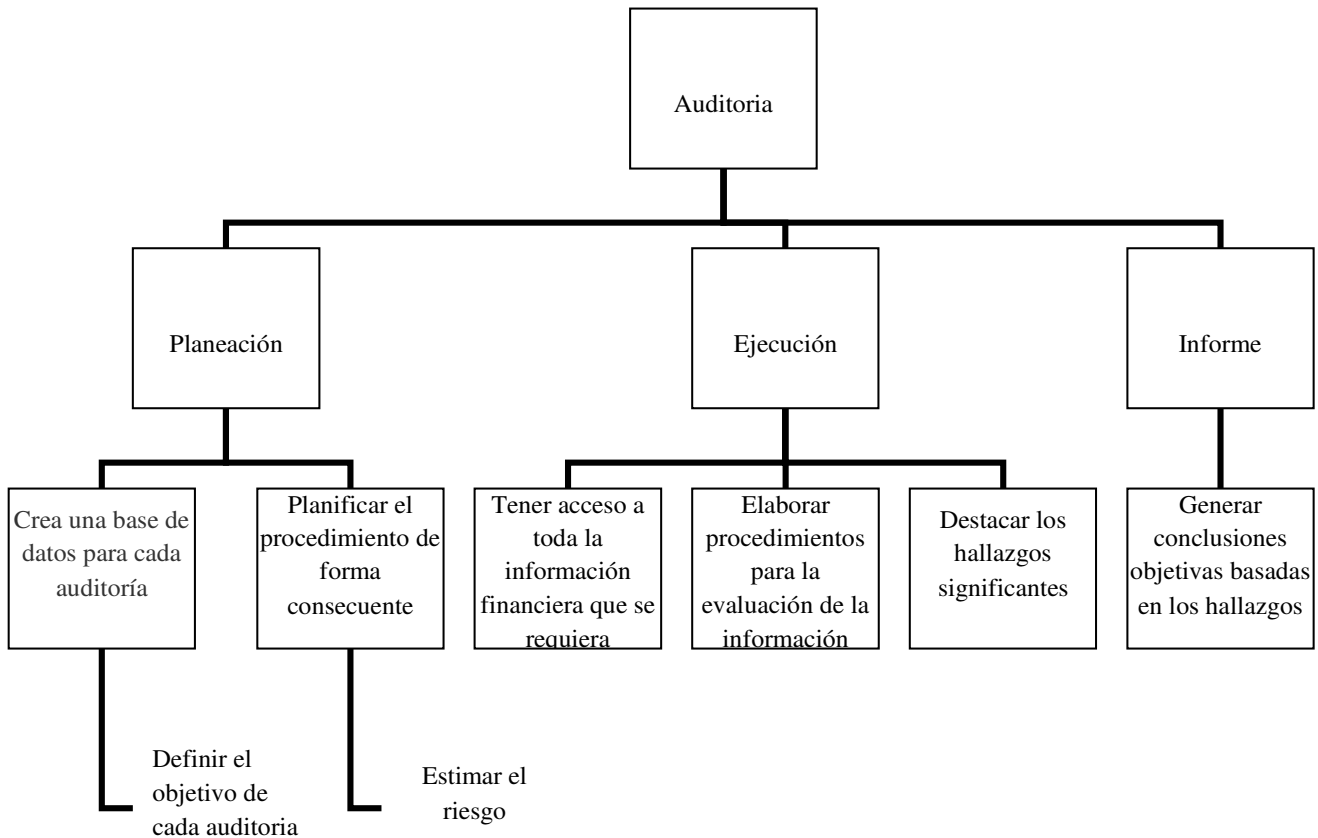 Auditoria
Planeación
Ejecución
Informe
Crea una base de
datos para cada
auditoría
Planificar el
procedimiento de
forma
consecuente
Tener acceso a
toda la
información
financiera que se
requiera
Elaborar
procedimientos
para la
evaluación de la
información
Destacar los
hallazgos
significantes
Generar
conclusiones
objetivas basadas
en los hallazgos
Definir el
objetivo de
cada auditoria
Estimar el
riesgo